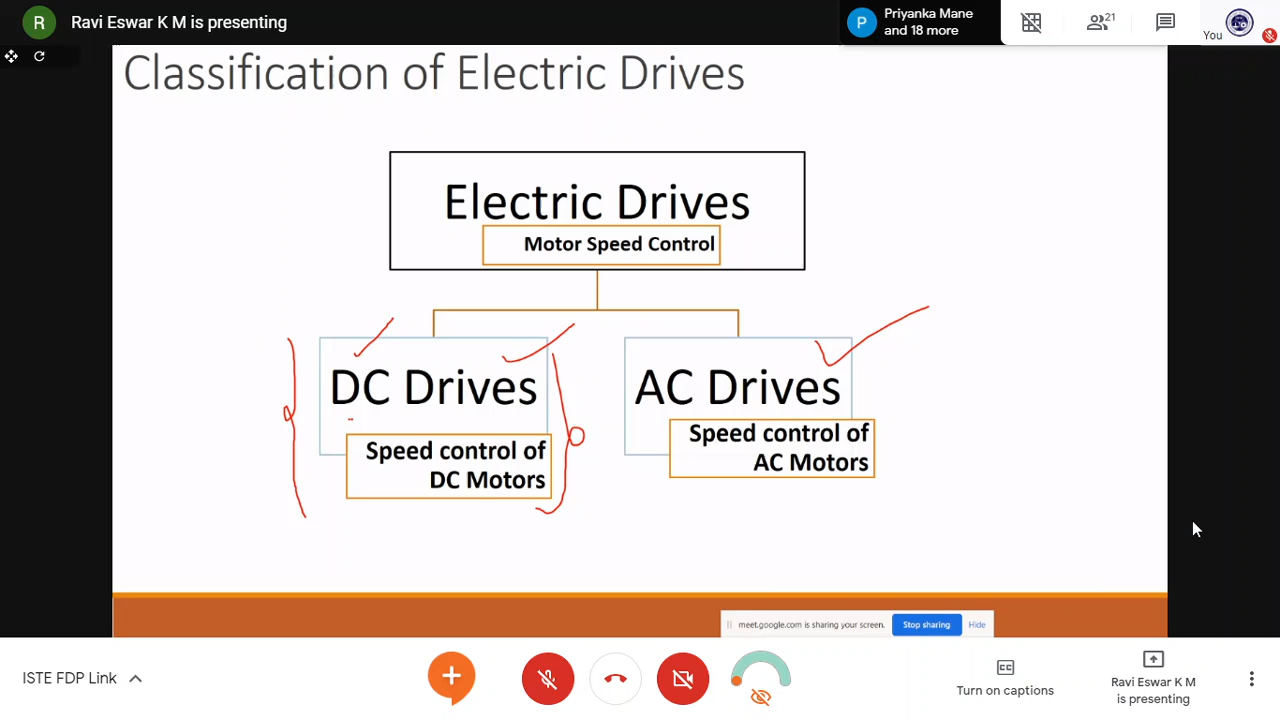 R
Ravi Eswar K M is presenting
P
Priyanka Mane
and 18 more
21
You
Classification of Electric Drives
Electric Drives
Motor Speed Control
DC Drives
Speed control of
DC Motors
AC Drives
Speed control of
AC Motors
meet.google.com is sharing your screen.
Stop sharing
Hide
ISTE FDP Link
CC
Turn on captions
Ravi Eswar K M
is presenting